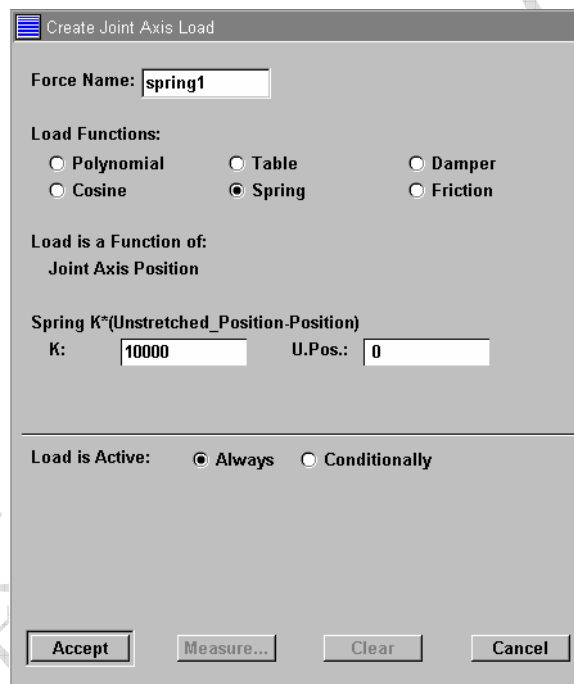 Create Joint Axis Load
Force Name: spring1
Load Functions:
Polynomial Table Damper
Cosine Spring Friction
Load is a Function of:
Joint Axis Position
Spring K*(Unstretched_Position-Position)
K: 10000 U.Pos.: 0
Load is Active: Always Conditionally
Accept Measure... Clear Cancel